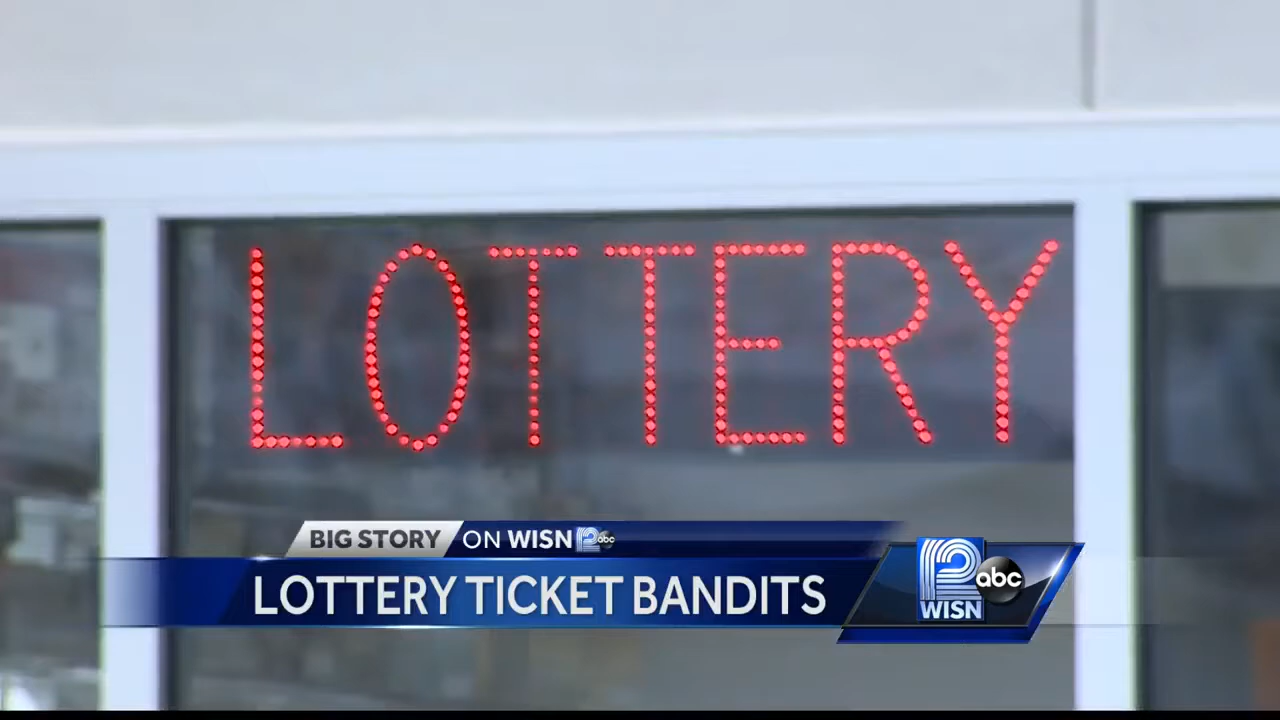 LOTTERY
BIG STORY ON WISN 12 abc
LOTTERY TICKET BANDITS
12 abc
WISN